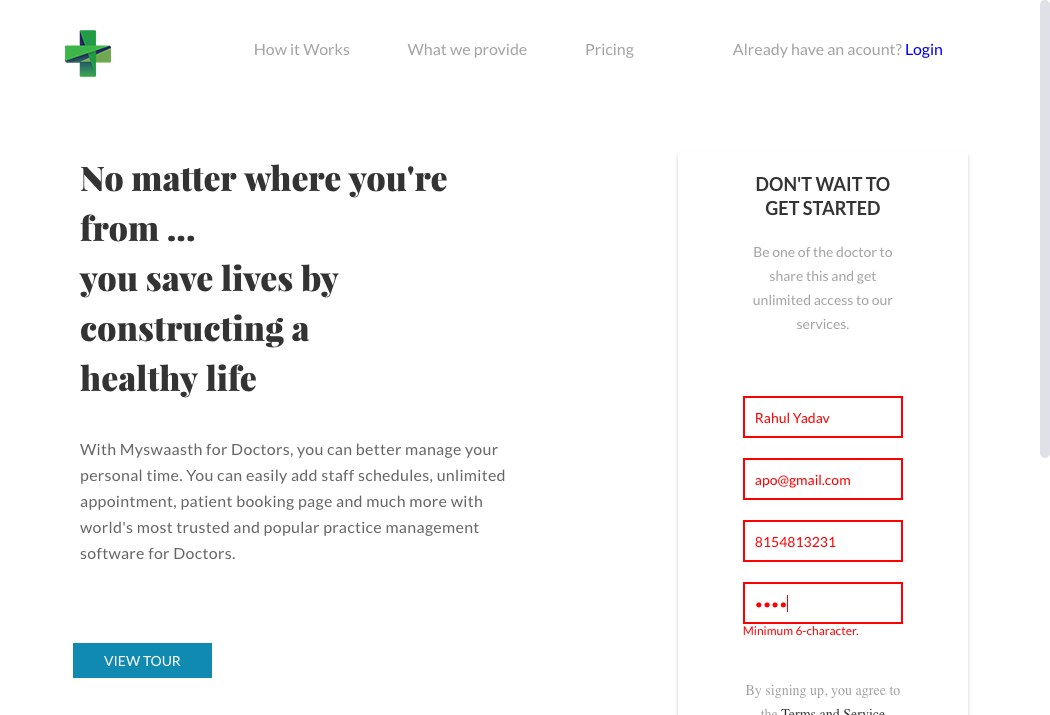 How it Works
What we provide
Pricing
Already have an acount? Login
No matter where you're
from ...
you save lives by
constructing a
healthy life
With Myswaasth for Doctors, you can better manage your
personal time. You can easily add staff schedules, unlimited
appointment, patient booking page and much more with
world's most trusted and popular practice management
software for Doctors.
VIEW TOUR
DON'T WAIT TO
GET STARTED
Be one of the doctor to
share this and get
unlimited access to our
services.
Rahul Yadav
apo@gmail.com
8154813231
••••
Minimum 6-character.
By signing up, you agree to
the Terms and Service